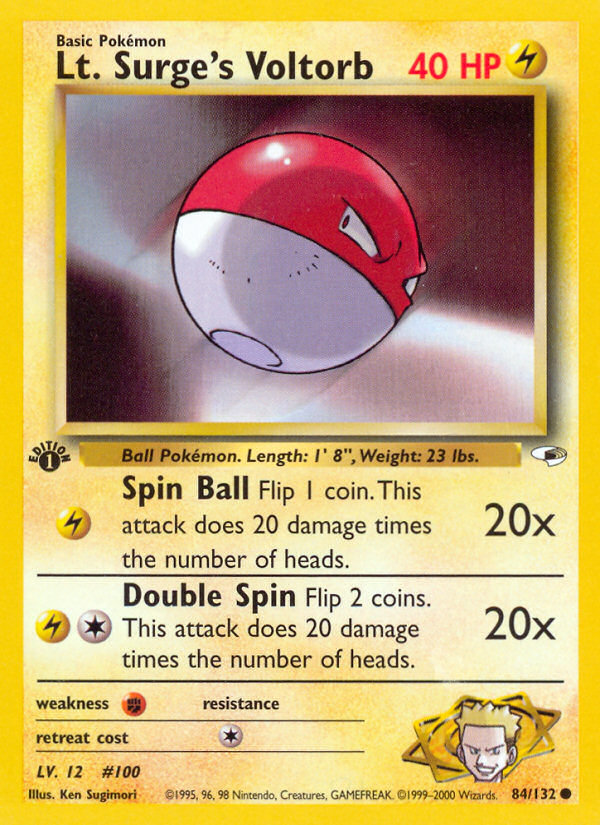 Basic Pokémon
Lt. Surge's Voltorb 40 HP
EDITION
1
Ball Pokémon. Length: 1' 8", Weight: 23 lbs.
Spin Ball Flip 1 coin. This
attack does 20 damage times
the number of heads.
20x
Double Spin Flip 2 coins.
This attack does 20 damage
times the number of heads.
20x
weakness resistance
retreat cost
LV. 12 #100
Illus. Ken Sugimori ©1995, 96, 98 Nintendo, Creatures, GAMEFREAK. ©1999-2000 Wizards. 84/132